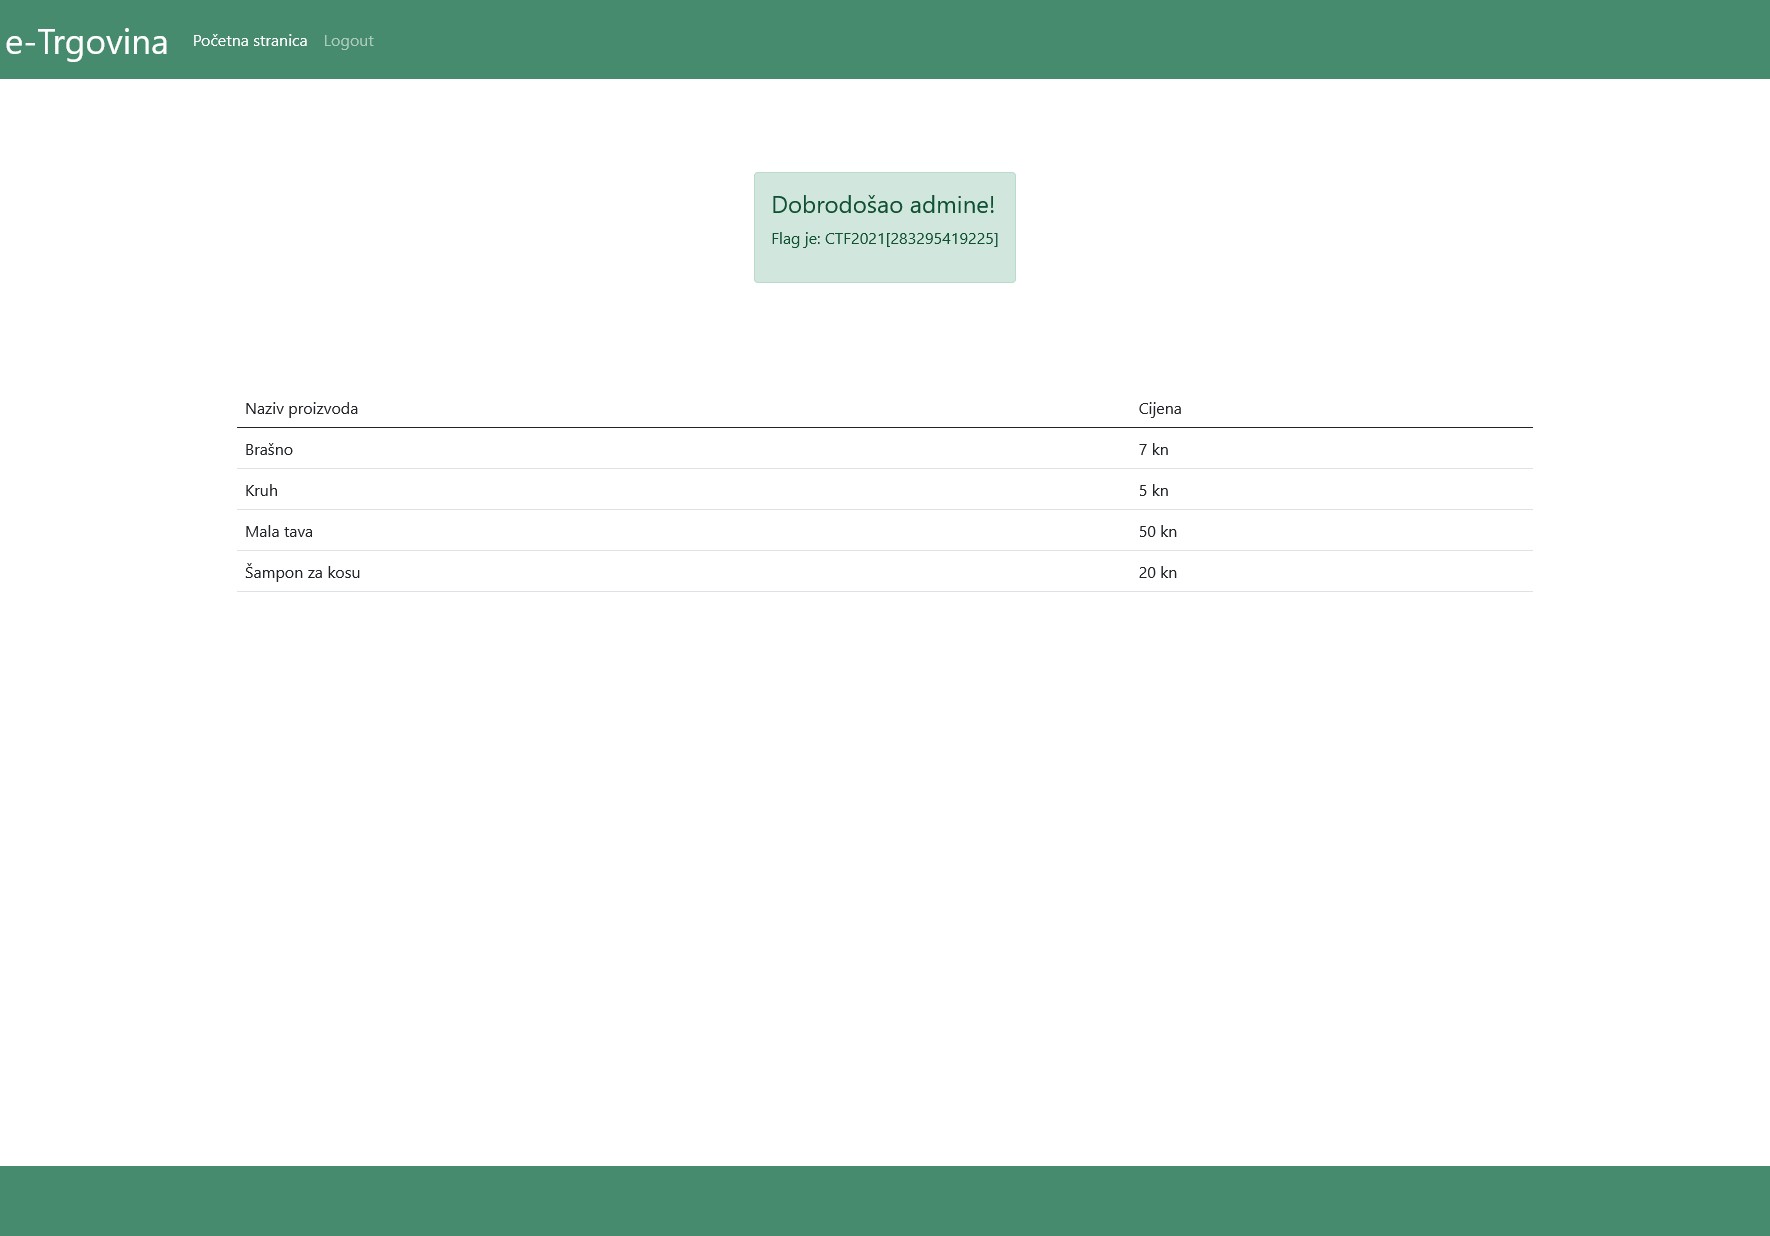 e-Trgovina Početna stranica Logout
Dobrodošao admine!
Flag je: CTF2021[283295419225]
Naziv proizvoda Cijena
Brašno 7 kn
Kruh 5 kn
Mala tava 50 kn
Šampon za kosu 20 kn